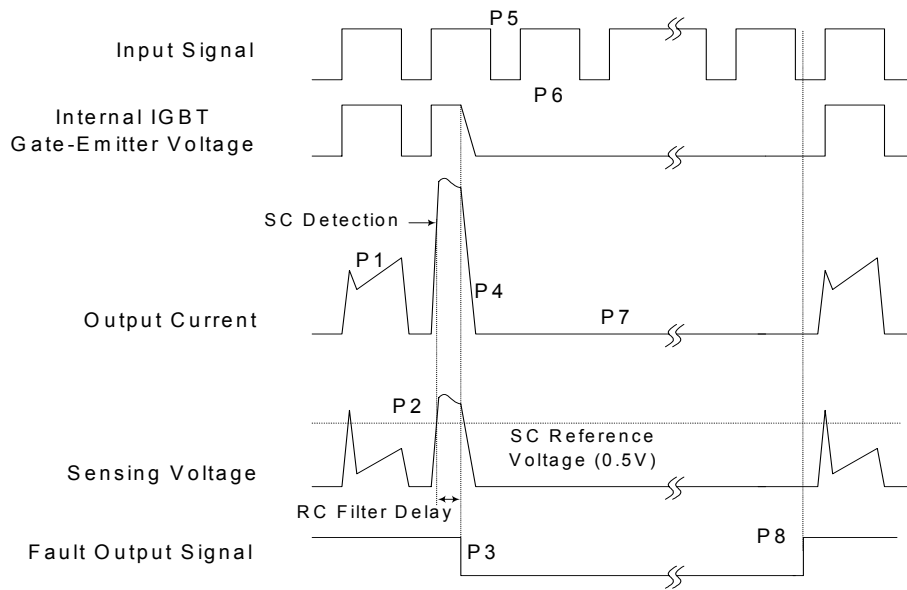 P5
Input Signal
P6
Internal IGBT
Gate-Emitter Voltage
SC Detection
P1
P4
P7
Output Current
P2
SC Reference
Voltage (0.5V)
Sensing Voltage
RC Filter Delay
Fault Output Signal
P3
P8